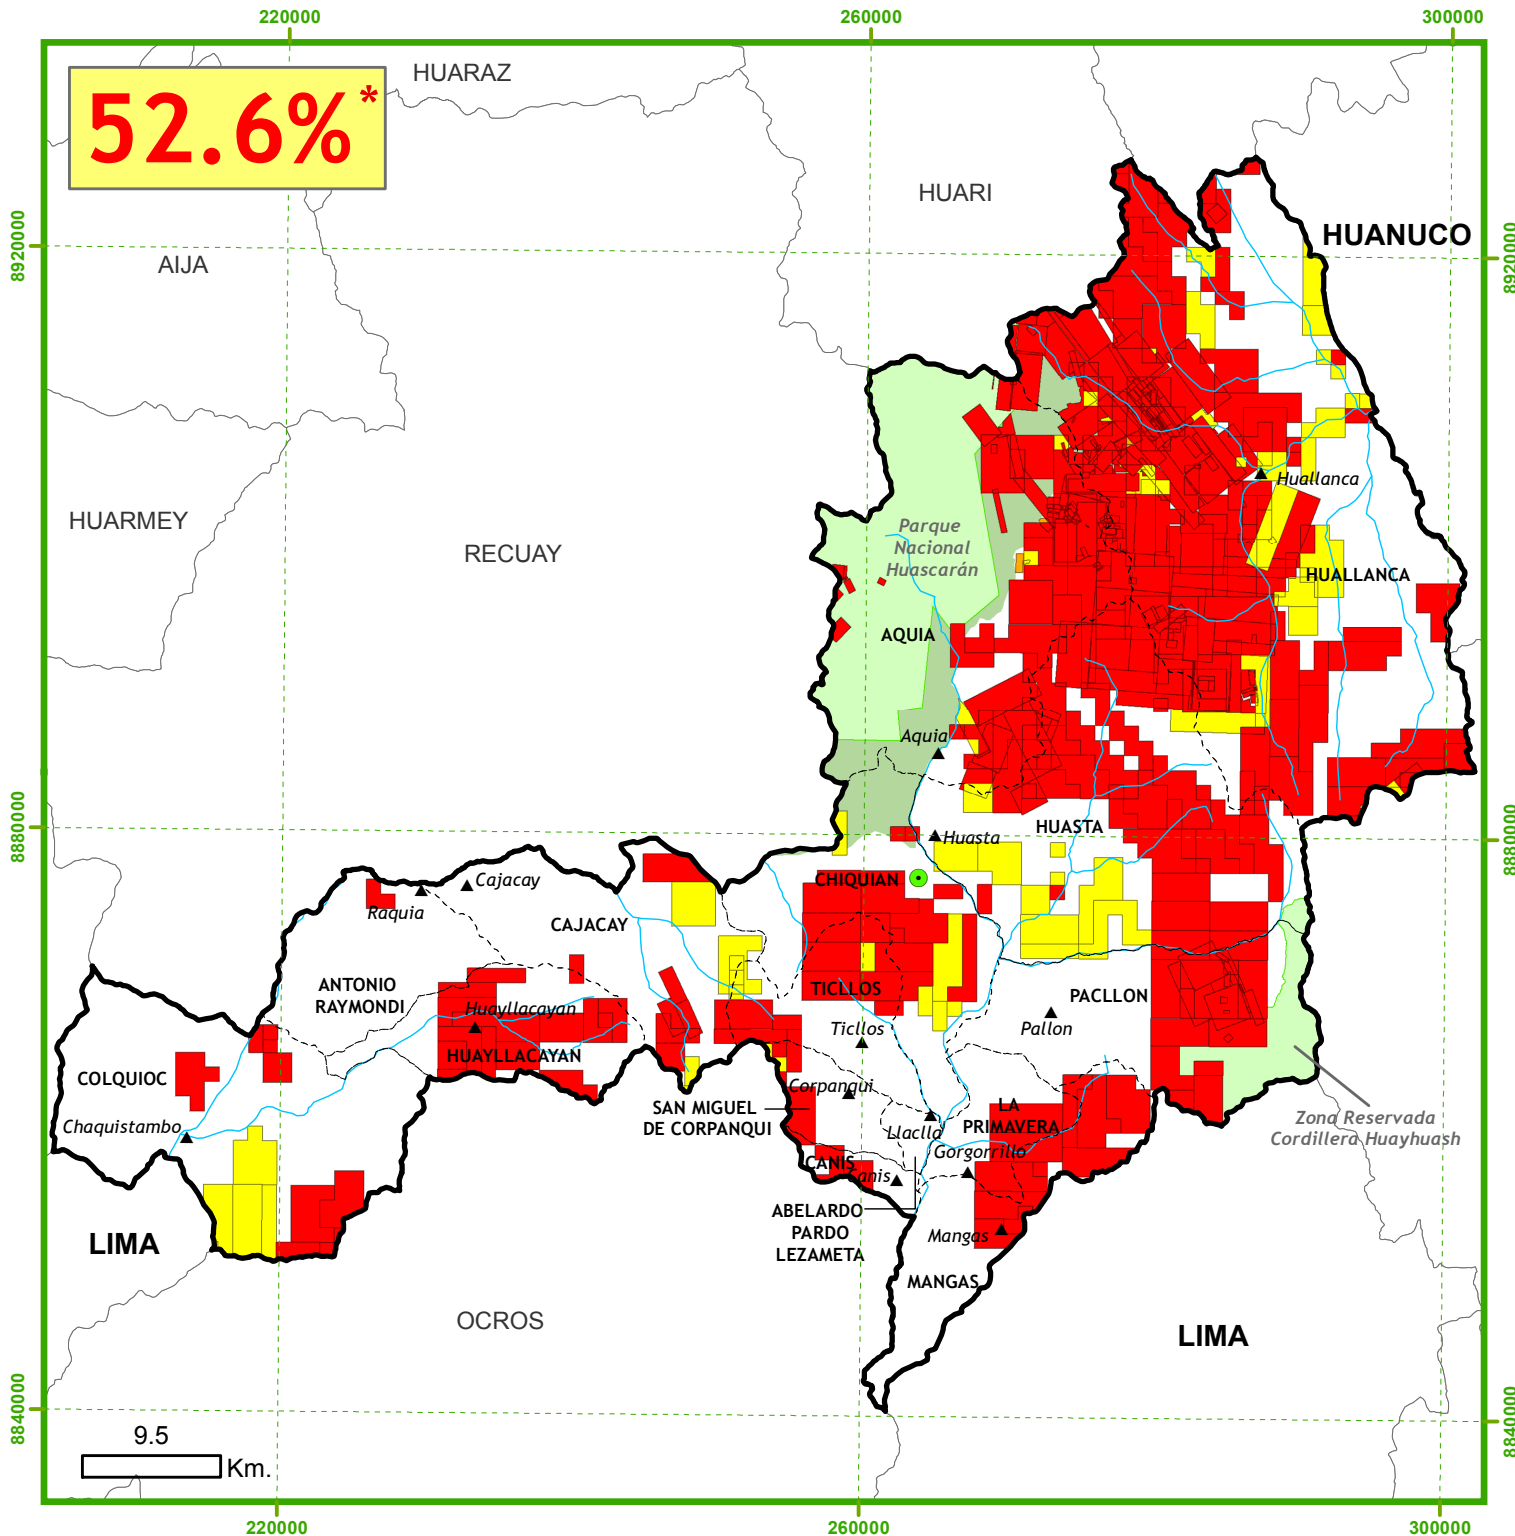 220000
260000
300000
HUARAZ
52.6%*
HUARI
HUANUCO
8920000
8920000
AIJA
Huallanca
HUARMEY
RECUAY
Parque
Nacional
Huascarán
HUALLANCA
AQUIA
Aquia
8880000
8880000
HUASTA
Huasta
CHIQUIAN
Cajacay
Raquia
CAJACAY
ANTONIO
RAYMONDI
TICLLOS
PACLLON
Huayllacayan
Ticllos
Pallon
HUAYLLACAYAN
COLQUIOC
Corpanqui
SAN MIGUEL
DE CORPANQUI
LA
PRIMAVERA
Zona Reservada
Cordillera Huayhuash
Chaquistambo
Llaclla
Gorgorrillo
CANIS
Canis
ABELARDO
PARDO
LEZAMETA
Mangas
LIMA
MANGAS
OCROS
LIMA
8840000
8840000
9.5
Km.
220000
260000
300000